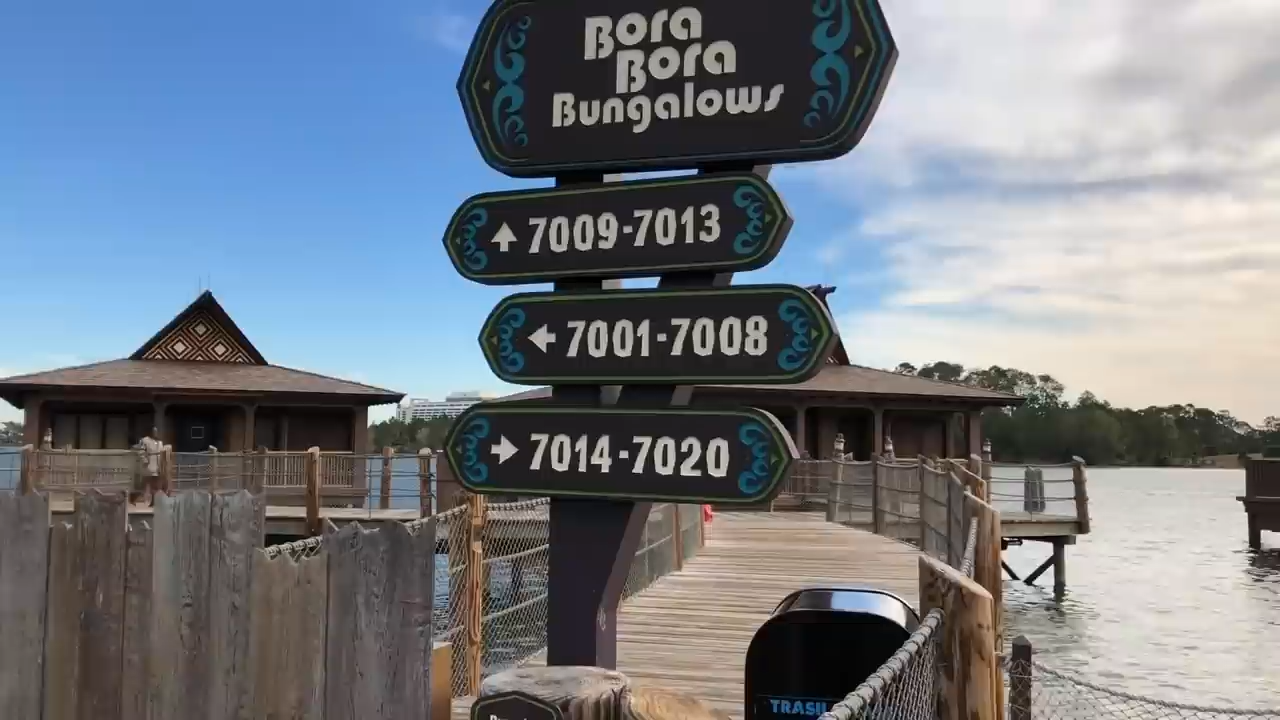 Bora
Bora
Bungalows
↑ 7009-7013
← 7001-7008
→ 7014-7020